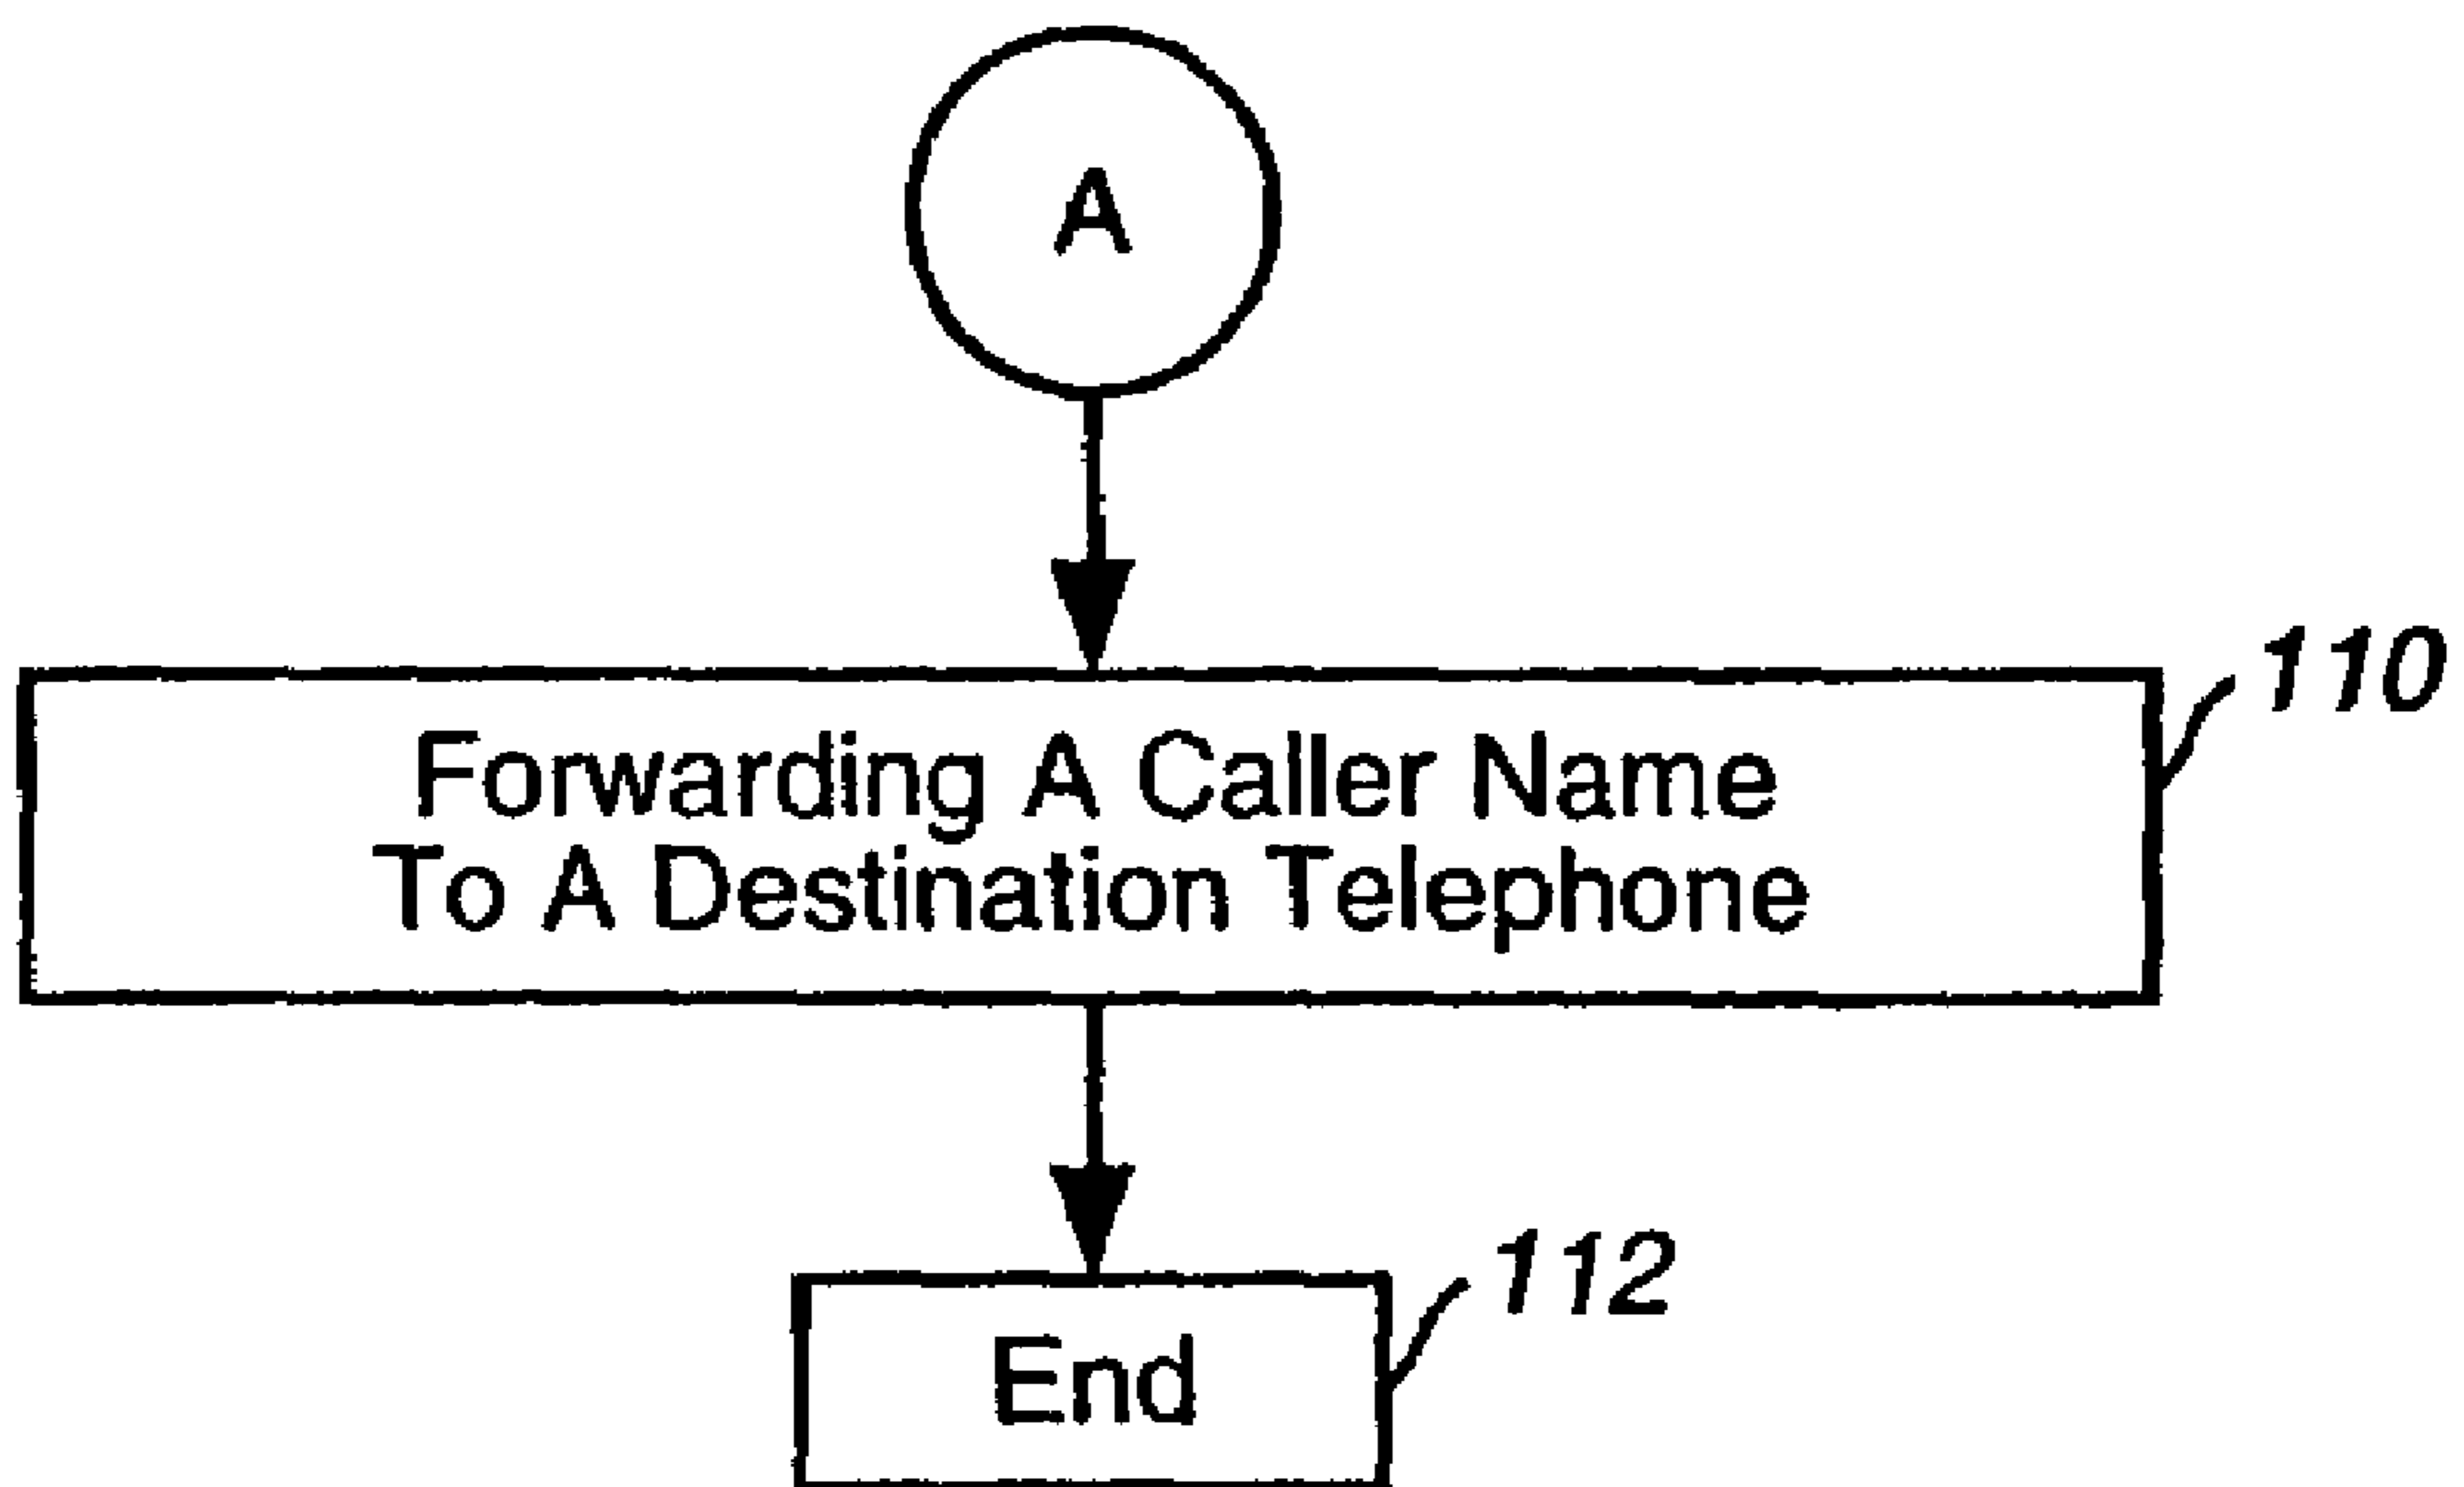 A
110
Forwarding A Caller Name
To A Destination Telephone
112
End